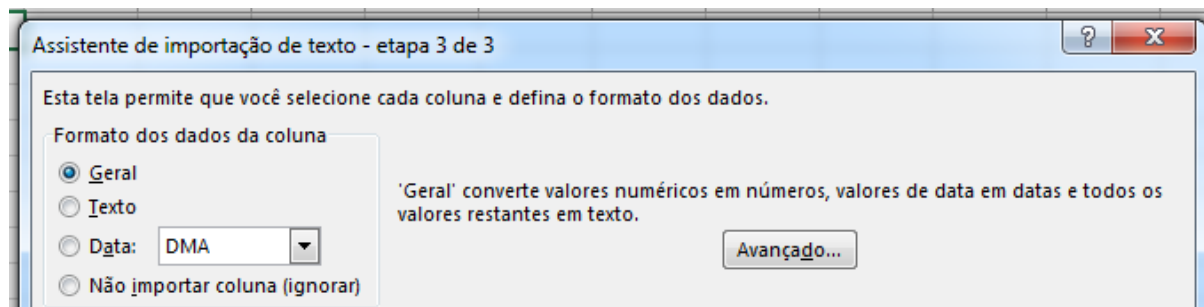 Assistente de importação de texto - etapa 3 de 3
Esta tela permite que você selecione cada coluna e defina o formato dos dados.
Formato dos dados da coluna
Geral
Texto
Data: DMA
Não importar coluna (ignorar)
'Geral' converte valores numéricos em números, valores de data em datas e todos os
valores restantes em texto.
Avançado...